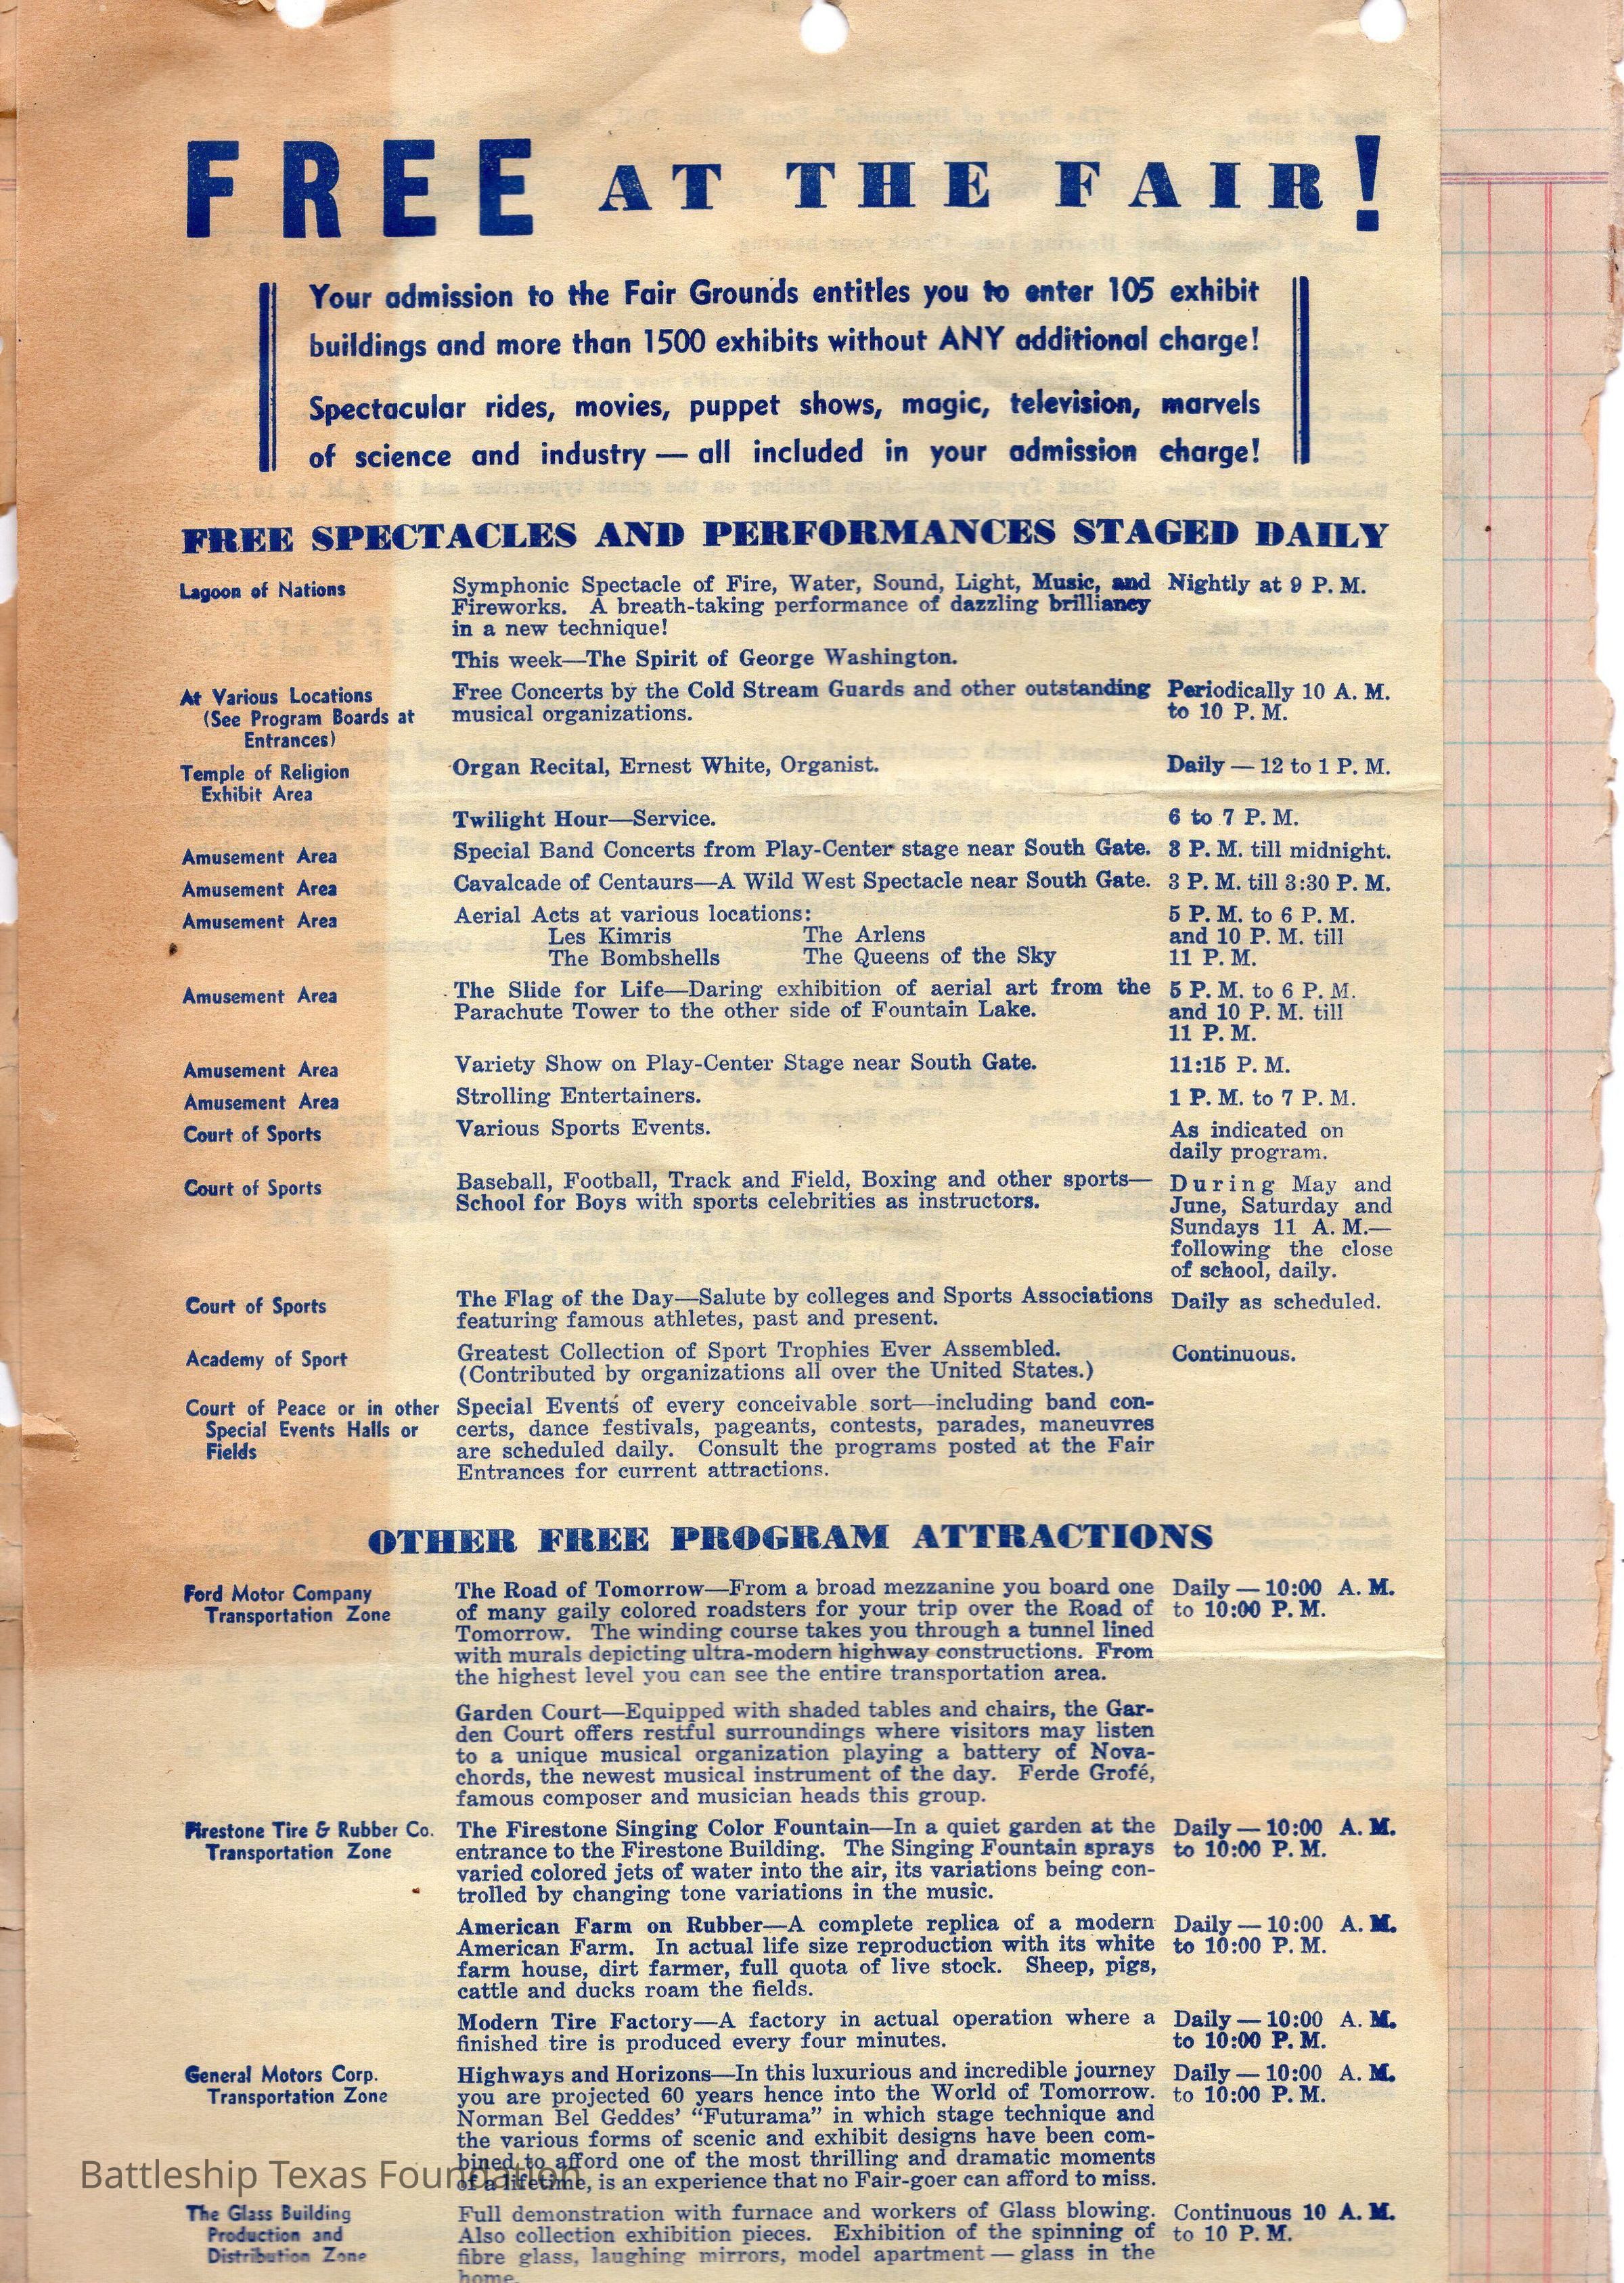 FREE AT THE FAIR!
Your admission to the Fair Grounds entitles you to enter 105 exhibit
buildings and more than 1500 exhibits without ANY additional charge!
Spectacular rides, movies, puppet shows, magic, television, marvels
of science and industry — all included in your admission charge!
FREE SPECTACLES AND PERFORMANCES STAGED DAILY
Lagoon of Nations
Symphonic Spectacle of Fire, Water, Sound, Light, Music, and
Fireworks. A breath-taking performance of dazzling brilliancy
in a new technique!
Nightly at 9 P. M.
This week—The Spirit of George Washington.
At Various Locations
(See Program Boards at
Entrances)
Free Concerts by the Cold Stream Guards and other outstanding
musical organizations.
Periodically 10 A. M.
to 10 P. M.
Temple of Religion
Exhibit Area
Organ Recital, Ernest White, Organist.
Daily — 12 to 1 P. M.
Twilight Hour—Service.
6 to 7 P. M.
Amusement Area
Special Band Concerts from Play-Center stage near South Gate.
3 P. M. till midnight.
Amusement Area
Cavalcade of Centaurs—A Wild West Spectacle near South Gate.
3 P. M. till 3:30 P. M.
Amusement Area
Aerial Acts at various locations:
Les Kimris The Arlens
The Bombshells The Queens of the Sky
5 P. M. to 6 P. M.
and 10 P. M. till
11 P. M.
Amusement Area
The Slide for Life—Daring exhibition of aerial art from the
Parachute Tower to the other side of Fountain Lake.
5 P. M. to 6 P. M.
and 10 P. M. till
11 P. M.
Amusement Area
Variety Show on Play-Center Stage near South Gate.
11:15 P. M.
Amusement Area
Strolling Entertainers.
1 P. M. to 7 P. M.
Court of Sports
Various Sports Events.
As indicated on
daily program.
Court of Sports
Baseball, Football, Track and Field, Boxing and other sports—
School for Boys with sports celebrities as instructors.
During May and
June, Saturday and
Sundays 11 A. M.—
following the close
of school, daily.
Court of Sports
The Flag of the Day—Salute by colleges and Sports Associations
featuring famous athletes, past and present.
Daily as scheduled.
Academy of Sport
Greatest Collection of Sport Trophies Ever Assembled.
(Contributed by organizations all over the United States.)
Continuous.
Court of Peace or in other
Special Events Halls or
Fields
Special Events of every conceivable sort—including band con-
certs, dance festivals, pageants, contests, parades, maneuvres
are scheduled daily. Consult the programs posted at the Fair
Entrances for current attractions.
OTHER FREE PROGRAM ATTRACTIONS
Ford Motor Company
Transportation Zone
The Road of Tomorrow—From a broad mezzanine you board one
of many gaily colored roadsters for your trip over the Road of
Tomorrow. The winding course takes you through a tunnel lined
with murals depicting ultra-modern highway constructions. From
the highest level you can see the entire transportation area.
Daily — 10:00 A. M.
to 10:00 P. M.
Garden Court—Equipped with shaded tables and chairs, the Gar-
den Court offers restful surroundings where visitors may listen
to a unique musical organization playing a battery of Nova-
chords, the newest musical instrument of the day. Ferde Grofé,
famous composer and musician heads this group.
Firestone Tire & Rubber Co.
Transportation Zone
The Firestone Singing Color Fountain—In a quiet garden at the
entrance to the Firestone Building. The Singing Fountain sprays
varied colored jets of water into the air, its variations being con-
trolled by changing tone variations in the music.
Daily — 10:00 A. M.
to 10:00 P. M.
American Farm on Rubber—A complete replica of a modern
American Farm. In actual life size reproduction with its white
farm house, dirt farmer, full quota of live stock. Sheep, pigs,
cattle and ducks roam the fields.
Daily — 10:00 A. M.
to 10:00 P. M.
Modern Tire Factory—A factory in actual operation where a
finished tire is produced every four minutes.
Daily — 10:00 A. M.
to 10:00 P. M.
General Motors Corp.
Transportation Zone
Highways and Horizons—In this luxurious and incredible journey
you are projected 60 years hence into the World of Tomorrow.
Norman Bel Geddes' "Futurama" in which stage technique and
the various forms of scenic and exhibit designs have been com-
bined to afford one of the most thrilling and dramatic moments
of a lifetime, is an experience that no Fair-goer can afford to miss.
Daily — 10:00 A. M.
to 10:00 P. M.
Battleship Texas Foundation
The Glass Building
Production and
Distribution Zone
Full demonstration with furnace and workers of Glass blowing.
Also collection exhibition pieces. Exhibition of the spinning of
fibre glass, laughing mirrors, model apartment — glass in the
home.
Continuous 10 A. M.
to 10 P. M.